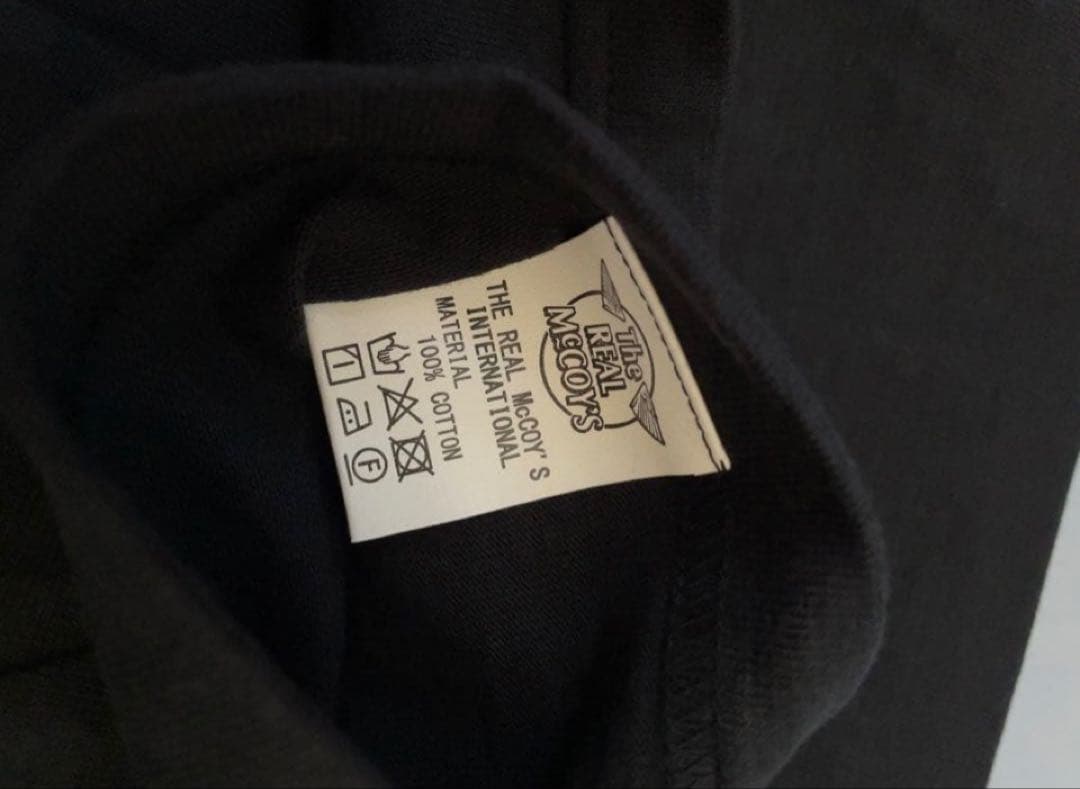 The
REAL
McCOY'S
THE REAL McCOY'S
INTERNATIONAL
MATERIAL
100% COTTON
F